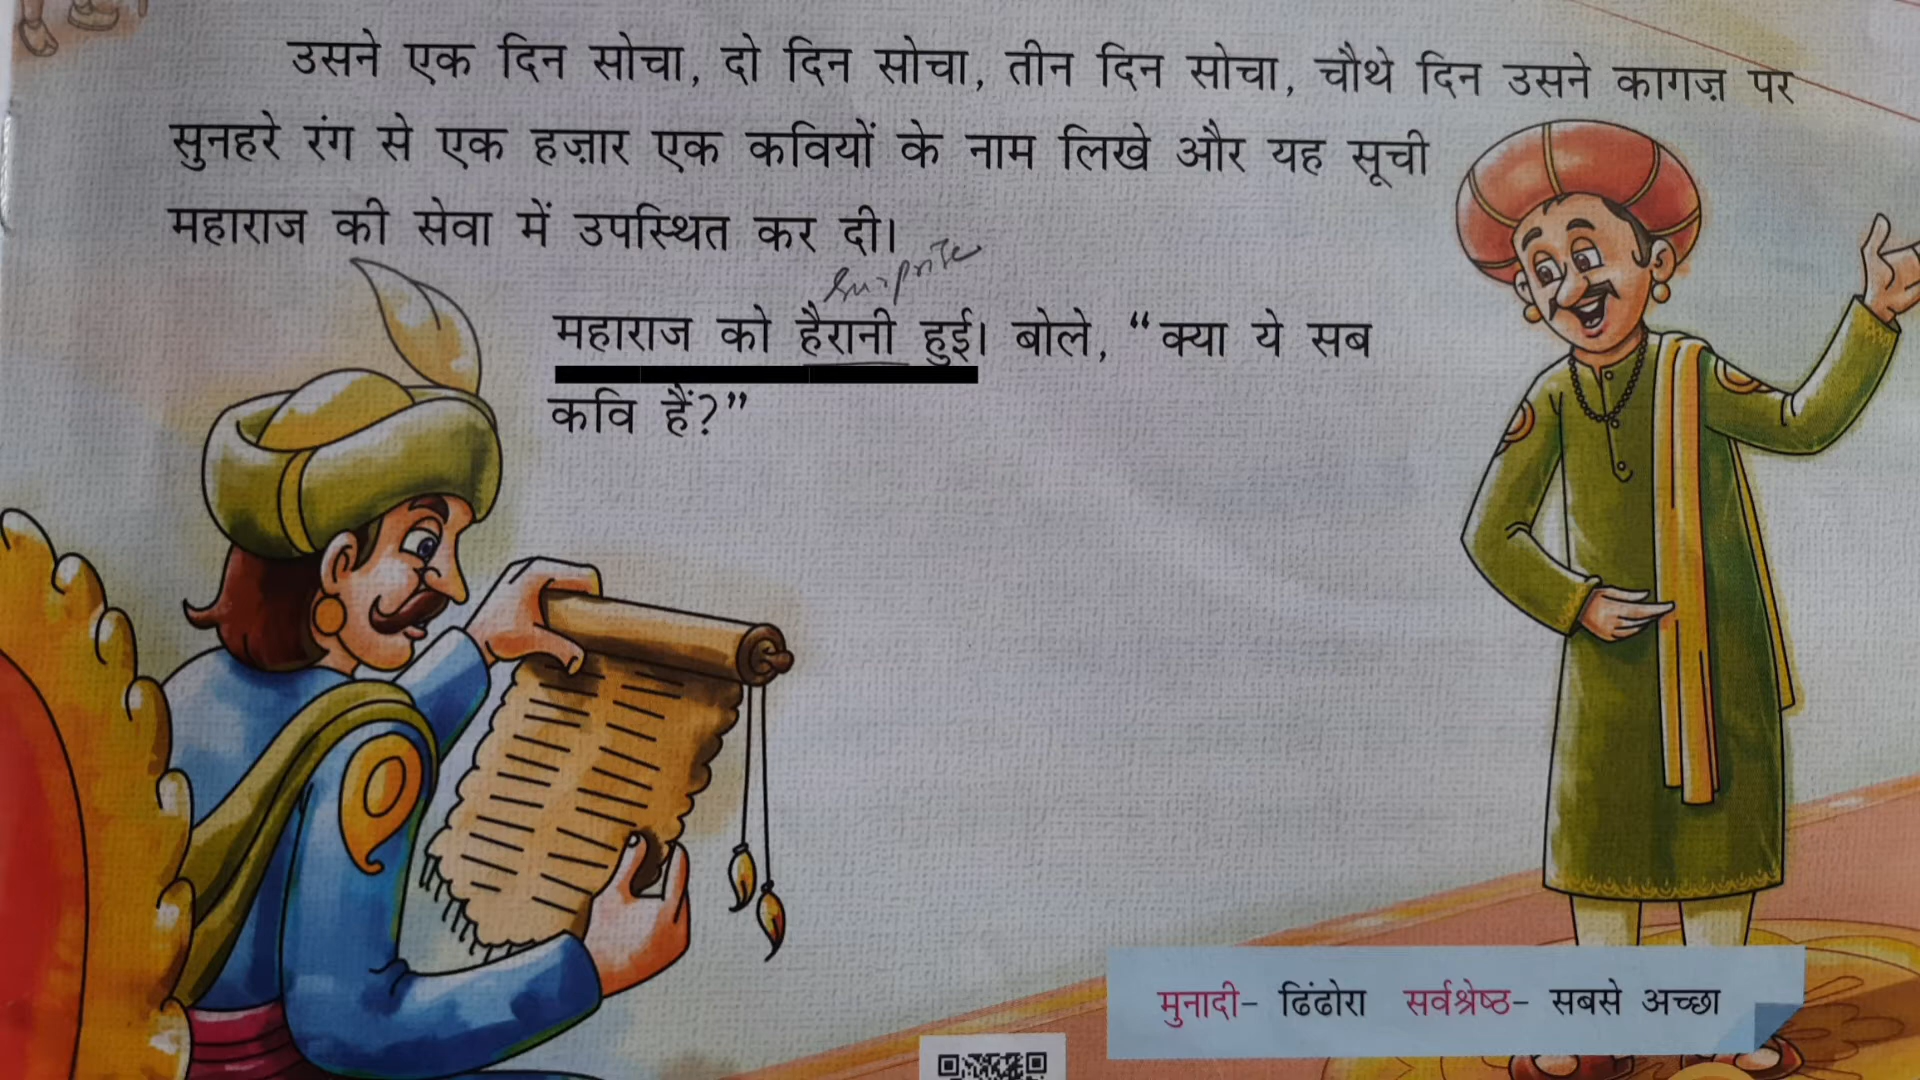 उसने एक दिन सोचा, दो दिन सोचा, तीन दिन सोचा, चौथे दिन उसने कागज़ पर
सुनहरे रंग से एक हज़ार एक कवियों के नाम लिखे और यह सूची
महाराज की सेवा में उपस्थित कर दी।
Surprise
महाराज को हैरानी हुई। बोले, “क्या ये सब
कवि हैं?”
मुनादी– ढिंढोरा सर्वश्रेष्ठ– सबसे अच्छा